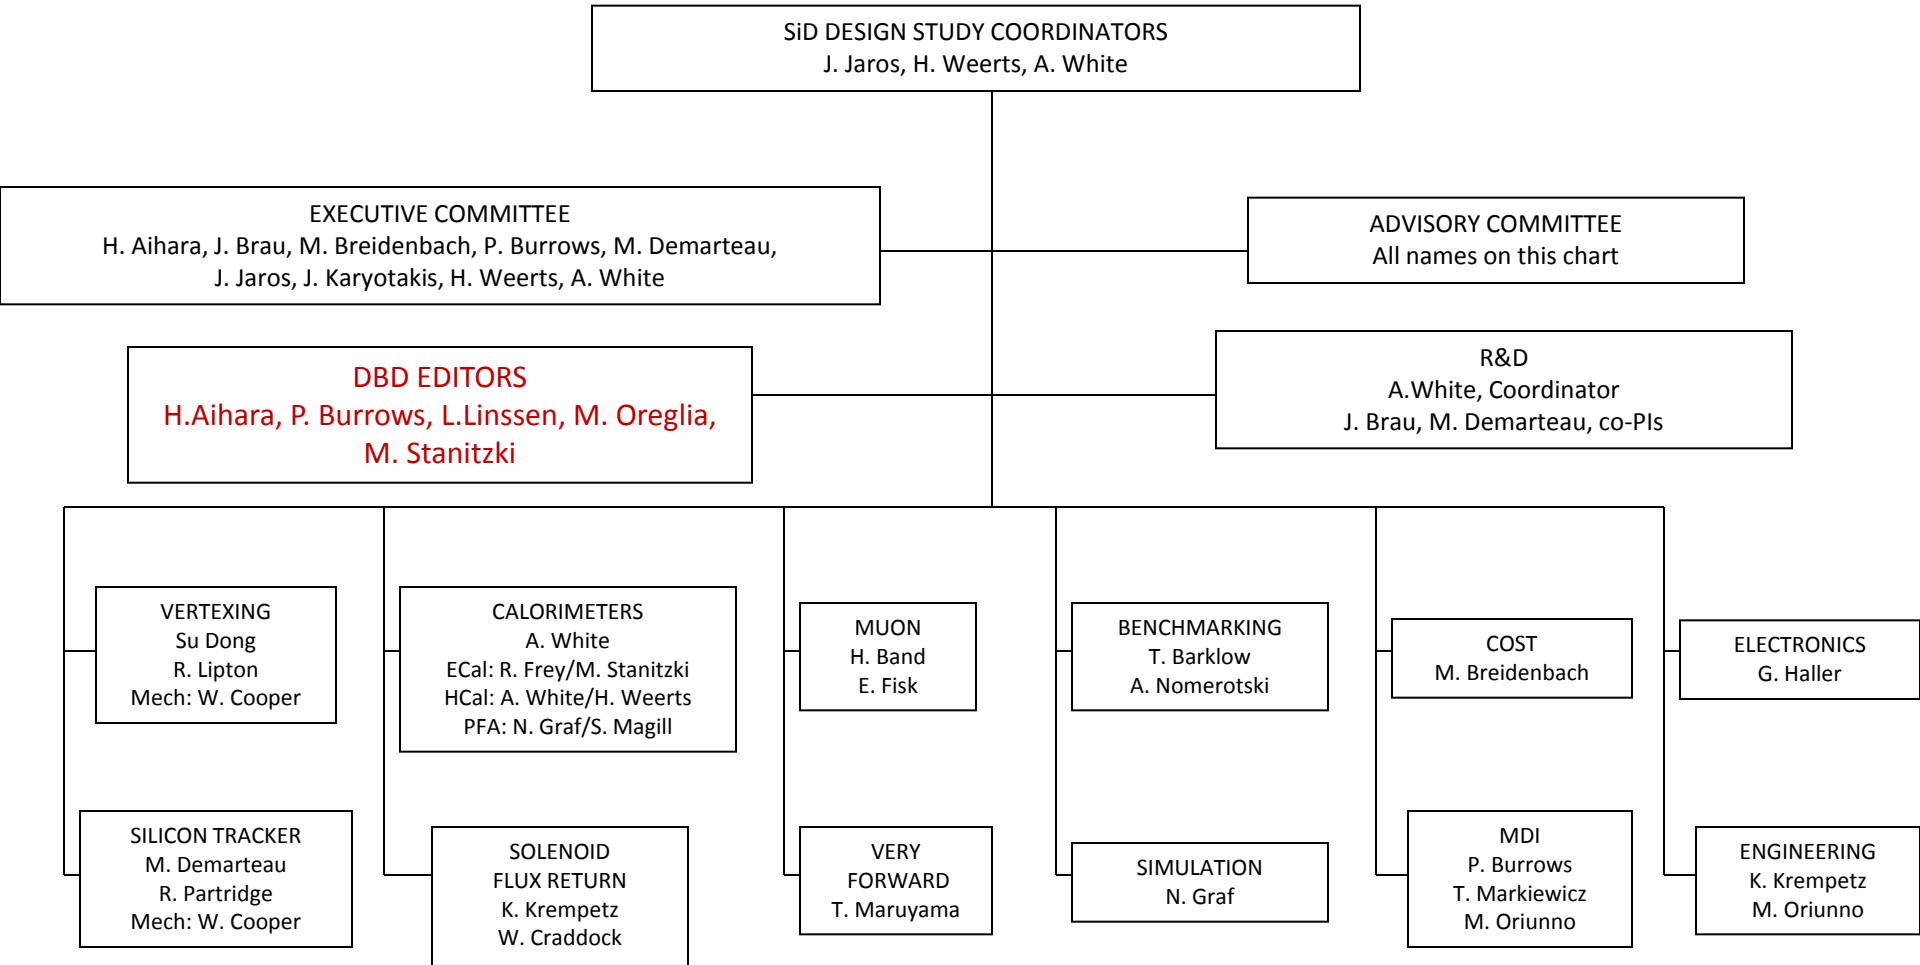 SiD DESIGN STUDY COORDINATORS
J. Jaros, H. Weerts, A. White
EXECUTIVE COMMITTEE
H. Aihara, J. Brau, M. Breidenbach, P. Burrows, M. Demarteau,
J. Jaros, J. Karyotakis, H. Weerts, A. White
ADVISORY COMMITTEE
All names on this chart
DBD EDITORS
H.Aihara, P. Burrows, L.Linssen, M. Oreglia,
M. Stanitzki
R&D
A.White, Coordinator
J. Brau, M. Demarteau, co-PIs
VERTEXING
Su Dong
R. Lipton
Mech: W. Cooper
CALORIMETERS
A. White
ECal: R. Frey/M. Stanitzki
HCal: A. White/H. Weerts
PFA: N. Graf/S. Magill
MUON
H. Band
E. Fisk
BENCHMARKING
T. Barklow
A. Nomerotski
COST
M. Breidenbach
ELECTRONICS
G. Haller
SILICON TRACKER
M. Demarteau
R. Partridge
Mech: W. Cooper
SOLENOID
FLUX RETURN
K. Krempetz
W. Craddock
VERY
FORWARD
T. Maruyama
SIMULATION
N. Graf
MDI
P. Burrows
T. Markiewicz
M. Oriunno
ENGINEERING
K. Krempetz
M. Oriunno